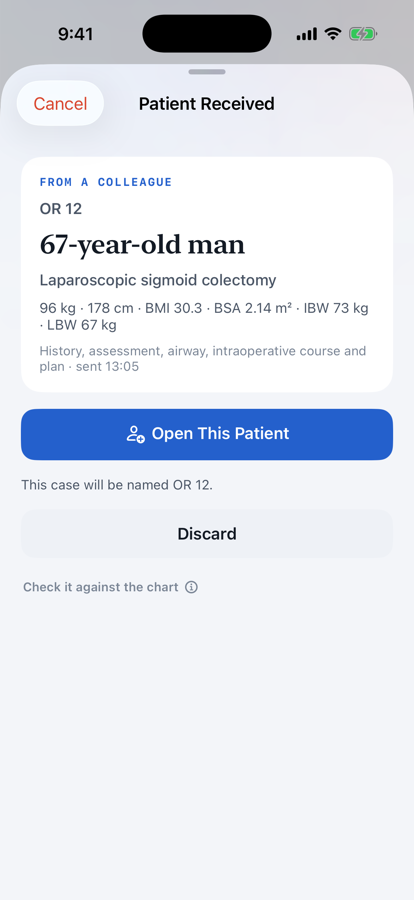 9:41
Cancel
Patient Received
FROM A COLLEAGUE
OR 12
67-year-old man
Laparoscopic sigmoid colectomy
96 kg · 178 cm · BMI 30.3 · BSA 2.14 m² · IBW 73 kg
· LBW 67 kg
History, assessment, airway, intraoperative course and
plan · sent 13:05
Open This Patient
This case will be named OR 12.
Discard
Check it against the chart